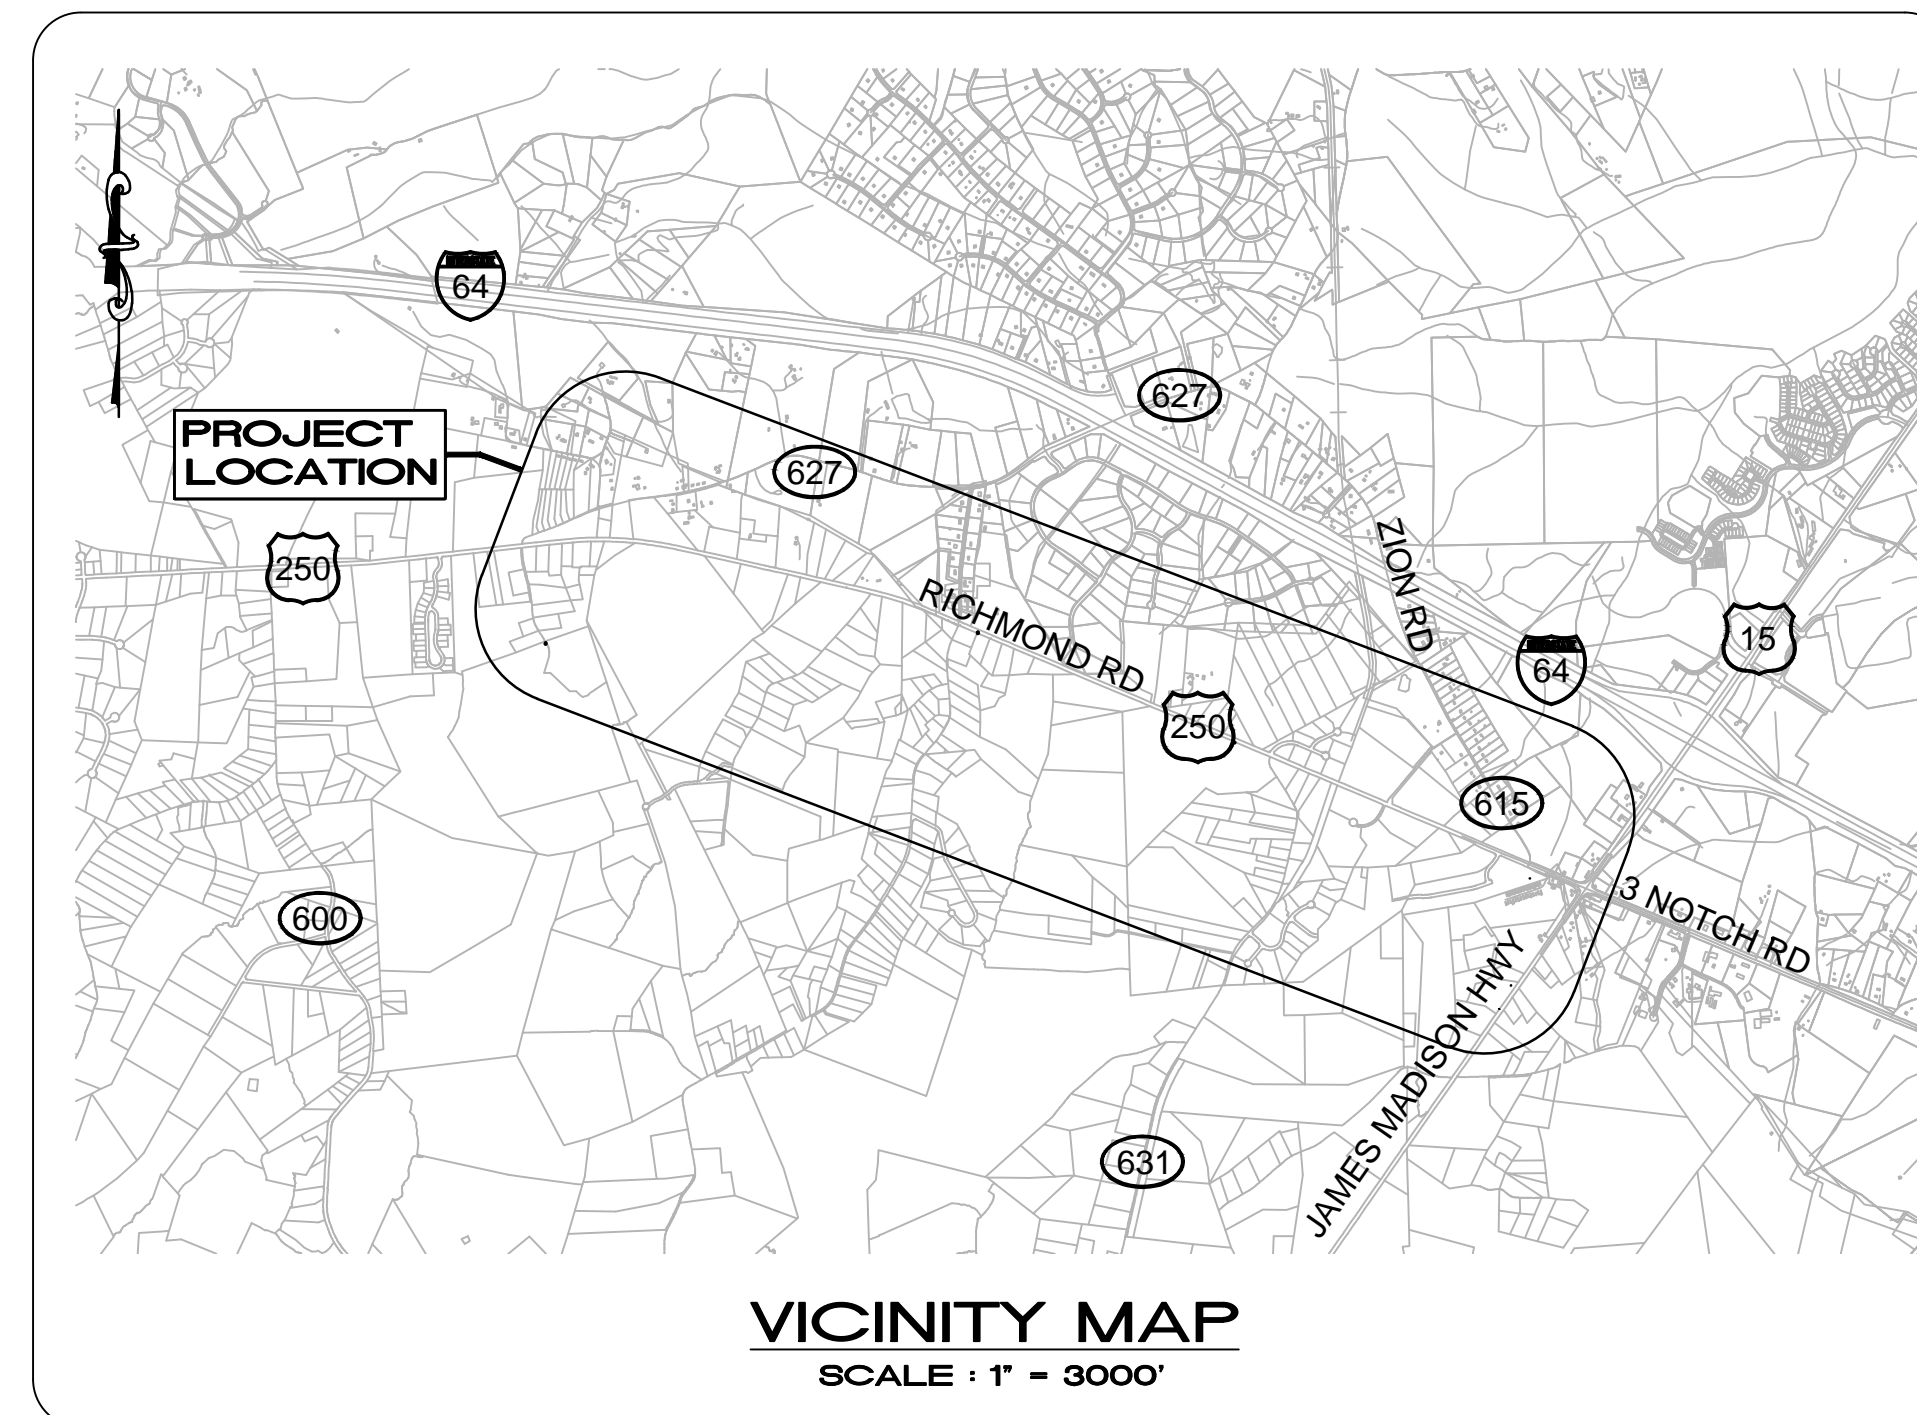 64
627
PROJECT
LOCATION
627
250
ZION RD
RICHMOND RD
64
15
250
615
600
3 NOTCH RD
JAMES MADISON HWY
631
VICINITY MAP
SCALE : 1" = 3000'